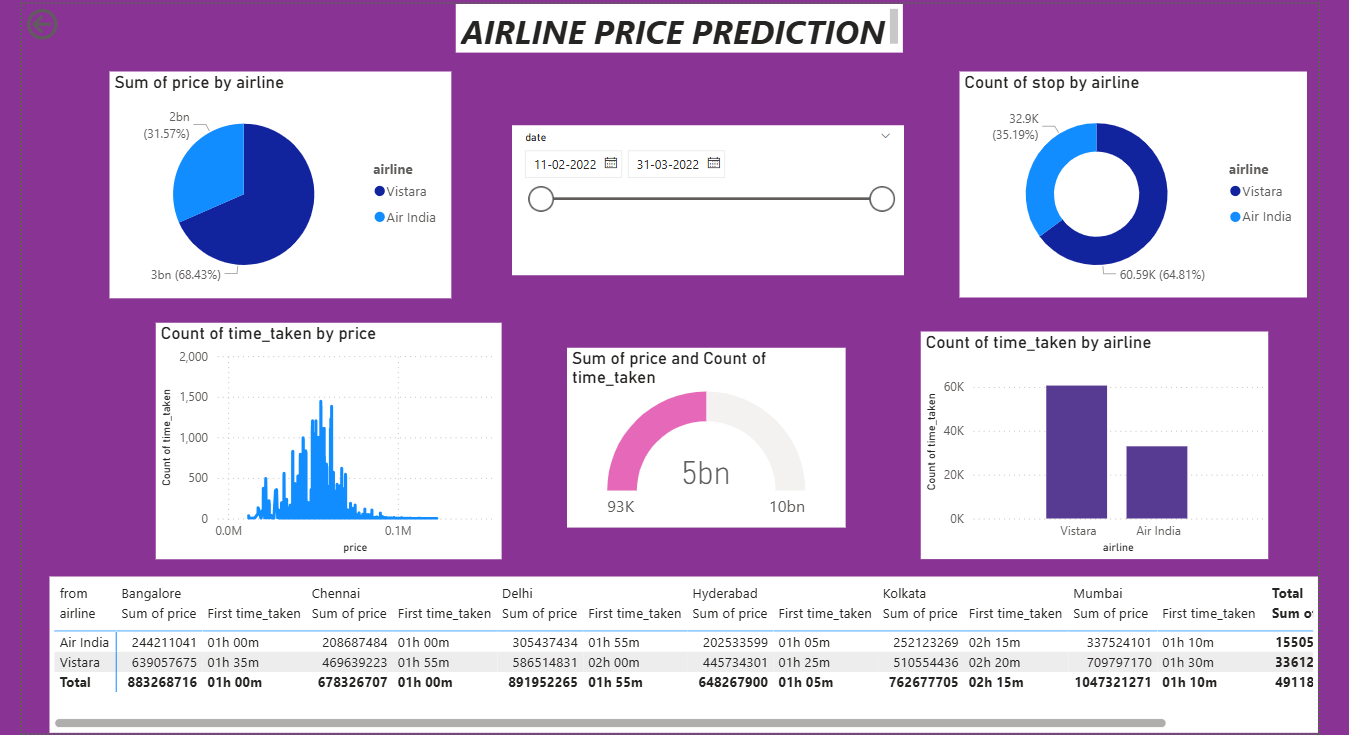 AIRLINE PRICE PREDICTION
Sum of price by airline
2bn
(31.57%)
3bn (68.43%)
airline
Vistara
Air India
date
11-02-2022 31-03-2022
Count of stop by airline
32.9K
(35.19%)
60.59K (64.81%)
airline
Vistara
Air India
Count of time_taken by price
Count of time_taken
2,000
1,500
1,000
500
0
0.0M 0.1M
price
Sum of price and Count of
time_taken
5bn
93K 10bn
Count of time_taken by airline
Count of time_taken
60K
40K
20K
0K
Vistara Air India
airline
from Bangalore Chennai Delhi Hyderabad Kolkata Mumbai Total
airline Sum of price First time_taken Sum of price First time_taken Sum of price First time_taken Sum of price First time_taken Sum of price First time_taken Sum of price First time_taken Sum o
Air India 244211041 01h 00m 208687484 01h 00m 305437434 01h 55m 202533599 01h 05m 252123269 02h 15m 337524101 01h 10m 15505
Vistara 639057675 01h 35m 469639223 01h 55m 586514831 02h 00m 445734301 01h 25m 510554436 02h 20m 709797170 01h 30m 33612
Total 883268716 01h 00m 678326707 01h 00m 891952265 01h 55m 648267900 01h 05m 762677705 02h 15m 1047321271 01h 10m 49118